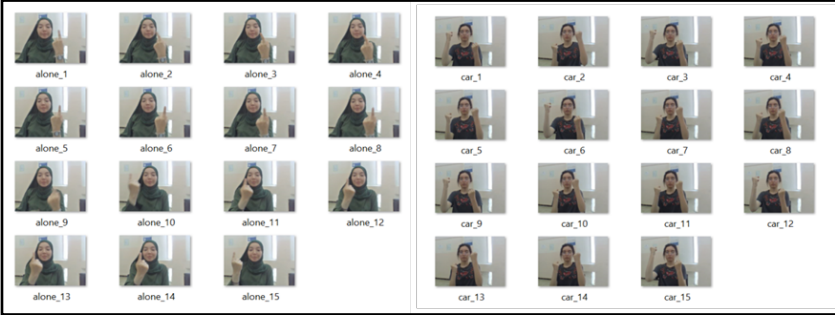 alone_1 alone_2 alone_3 alone_4
alone_5 alone_6 alone_7 alone_8
alone_9 alone_10 alone_11 alone_12
alone_13 alone_14 alone_15
car_1 car_2 car_3 car_4
car_5 car_6 car_7 car_8
car_9 car_10 car_11 car_12
car_13 car_14 car_15